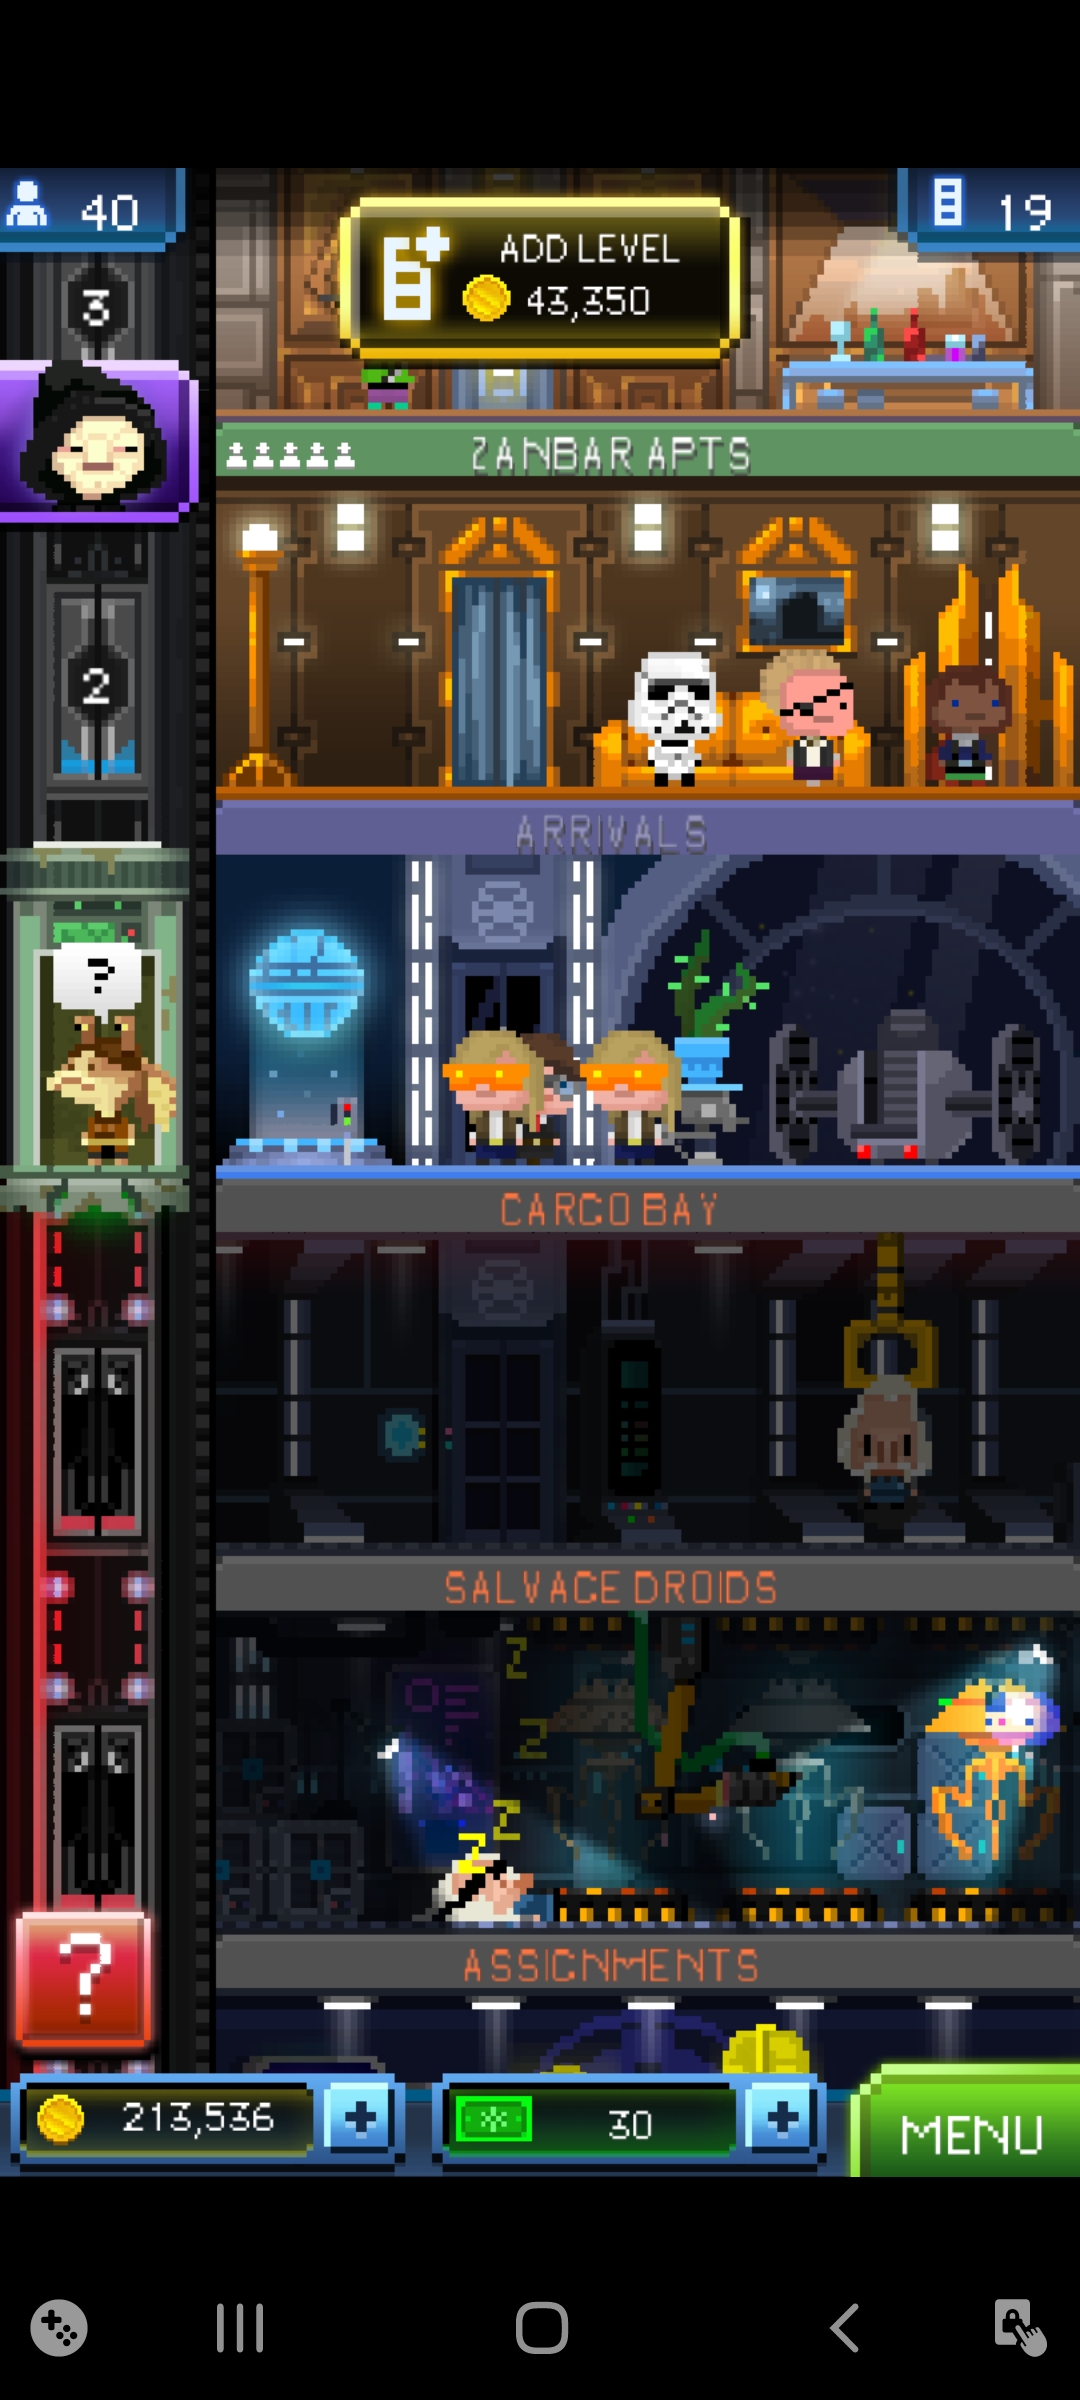 40
ADD LEVEL
43,350
19
3
ZANBAR APTS
2
ARRIVALS
?
CARGO BAY
SALVAGE DROIDS
Z
Z
Z
Z
?
ASSIGNMENTS
213,536
30
MENU